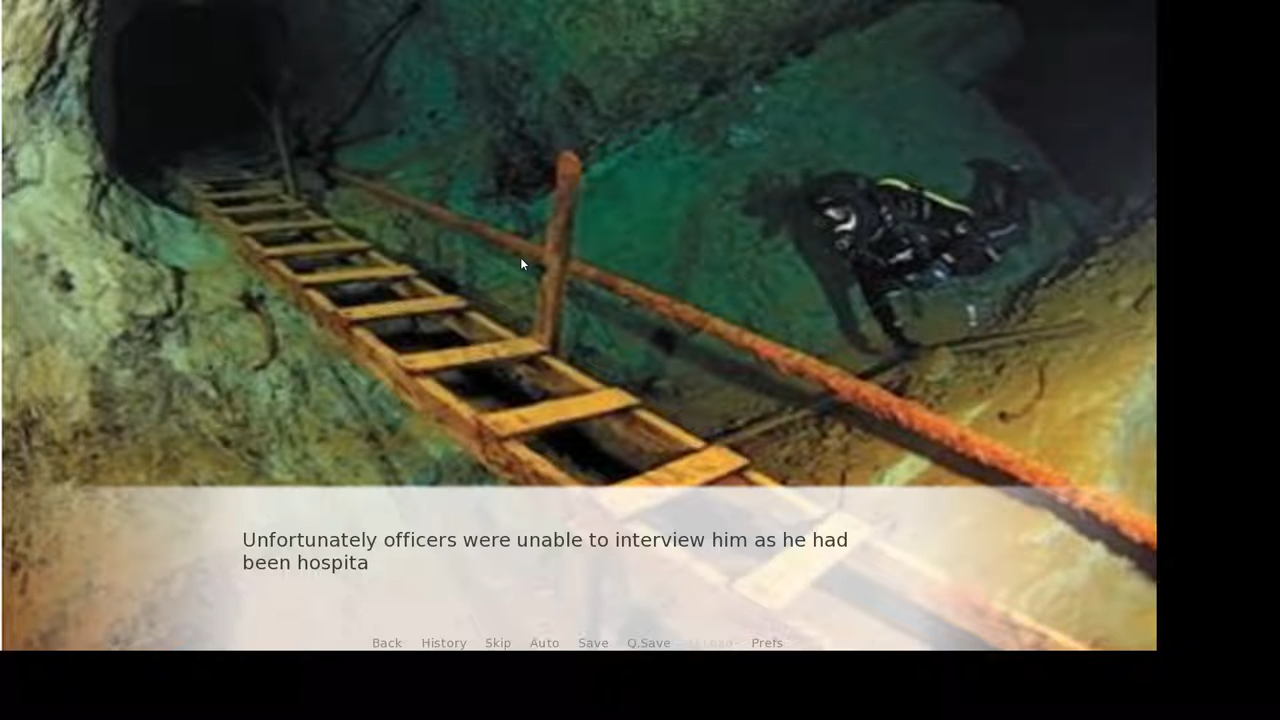 Unfortunately officers were unable to interview him as he had
been hospita
Back History Skip Auto Save Q.Save Prefs